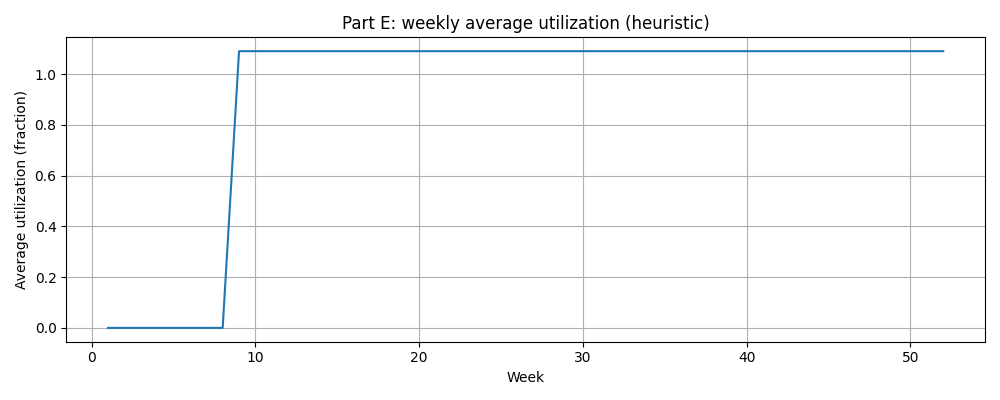 Part E: weekly average utilization (heuristic)
Average utilization (fraction)
1.0
0.8
0.6
0.4
0.2
0.0
0 10 20 30 40 50
Week